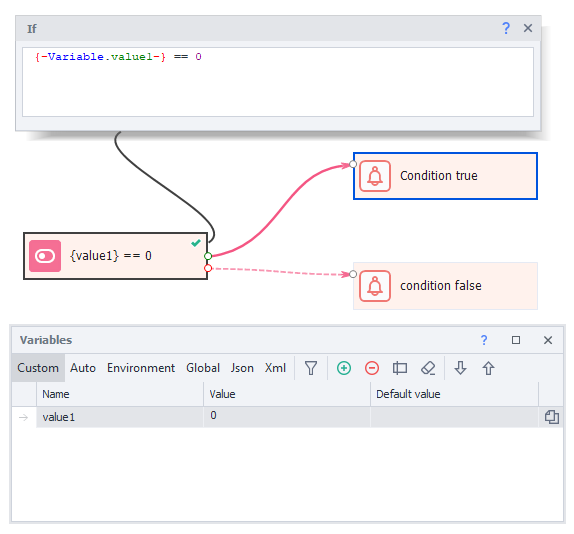 If
{-Variable.value1-} == 0
Condition true
{value1} == 0
condition false
Variables
Custom Auto Environment Global Json Xml
Name Value Default value
value1 0